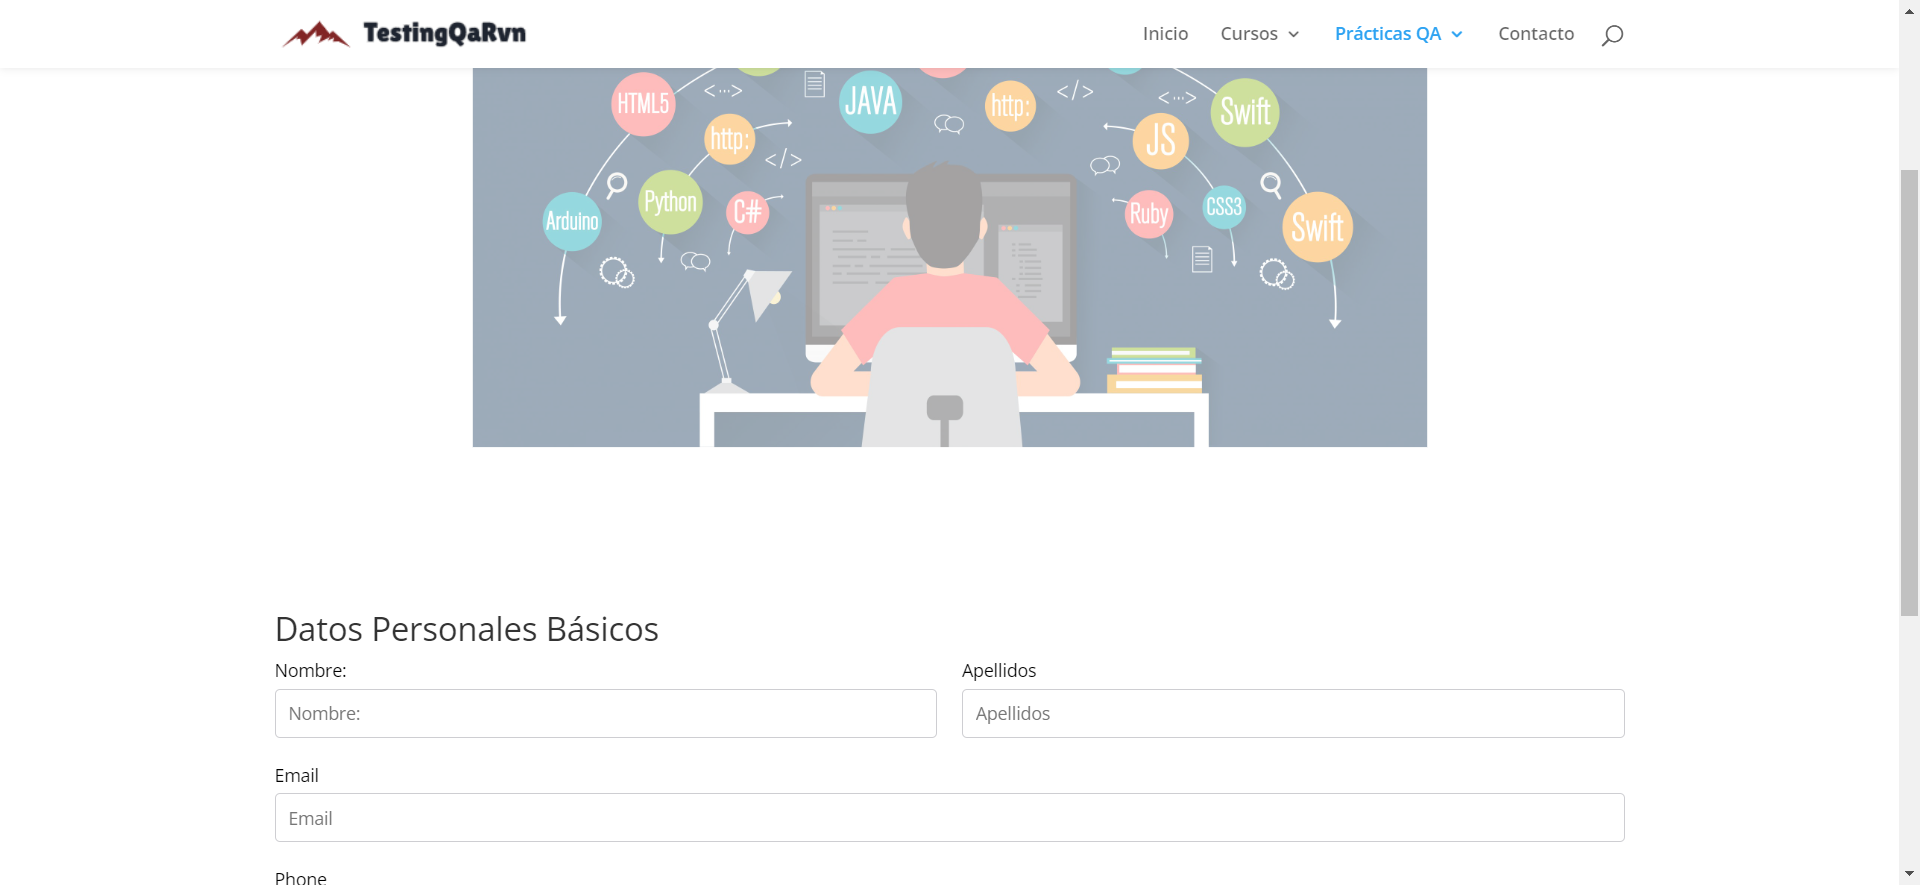 TestingQaRvn
Inicio Cursos Prácticas QA Contacto
HTML5 <...> JAVA http: </> <...> Swift
http: </> JS
Arduino Python C# Ruby CSS3 Swift
Datos Personales Básicos
Nombre: Apellidos
Nombre: Apellidos
Email
Email
Phone